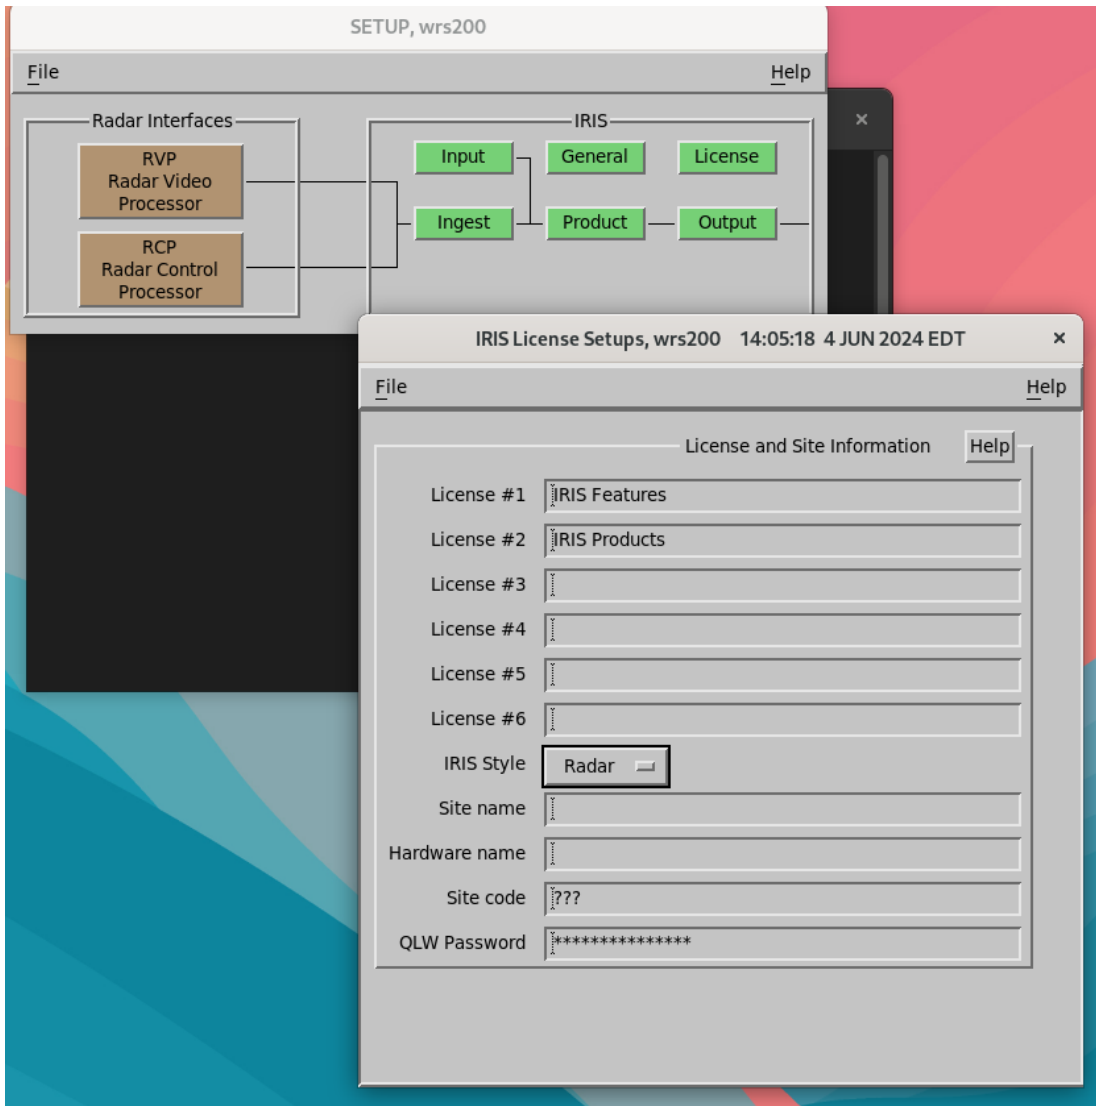 SETUP, wrs200
File Help
Radar Interfaces
RVP
Radar Video
Processor
RCP
Radar Control
Processor
IRIS
Input General License
Ingest Product Output
×
IRIS License Setups, wrs200 14:05:18 4 JUN 2024 EDT ×
File Help
License and Site Information Help
License #1 IRIS Features
License #2 IRIS Products
License #3
License #4
License #5
License #6
IRIS Style Radar
Site name
Hardware name
Site code ???
QLW Password ***************